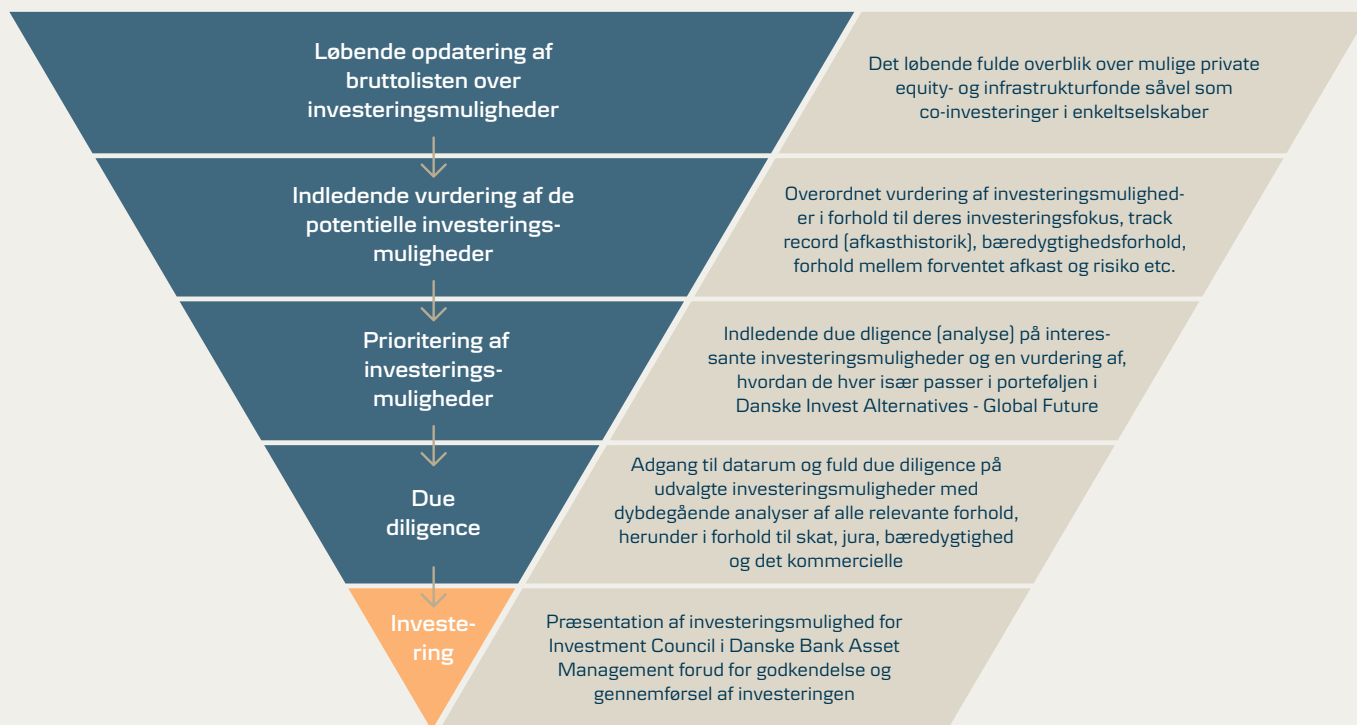 Løbende opdatering af
bruttolisten over
investeringsmuligheder
Det løbende fulde overblik over mulige private
equity- og infrastrukturfonde såvel som
co-investeringer i enkeltselskaber
Indledende vurdering af de
potentielle investerings-
muligheder
Overordnet vurdering af investeringsmulighed-
er i forhold til deres investeringsfokus, track
record (afkasthistorik), bæredygtighedsforhold,
forhold mellem forventet afkast og risiko etc.
Prioritering af
investerings-
muligheder
Indledende due dligence (analyse) på interes-
sante investeringsmuligheder og en vurdering af,
hvordan de hver især passer i porteføljen i
Danske Invest Alternatives - Global Future
Due
diligence
Adgang til datarum og fuld due diligence på
udvalgte investeringsmuligheder med
dybdegående analyser af alle relevante forhold,
herunder i forhold til skat, jura, bæredygtighed
og det kommercielle
Investe-
ring
Præsentation af investeringsmulighed for
Investment Council i Danske Bank Asset
Management forud for godkendelse og
gennemførsel af investeringen